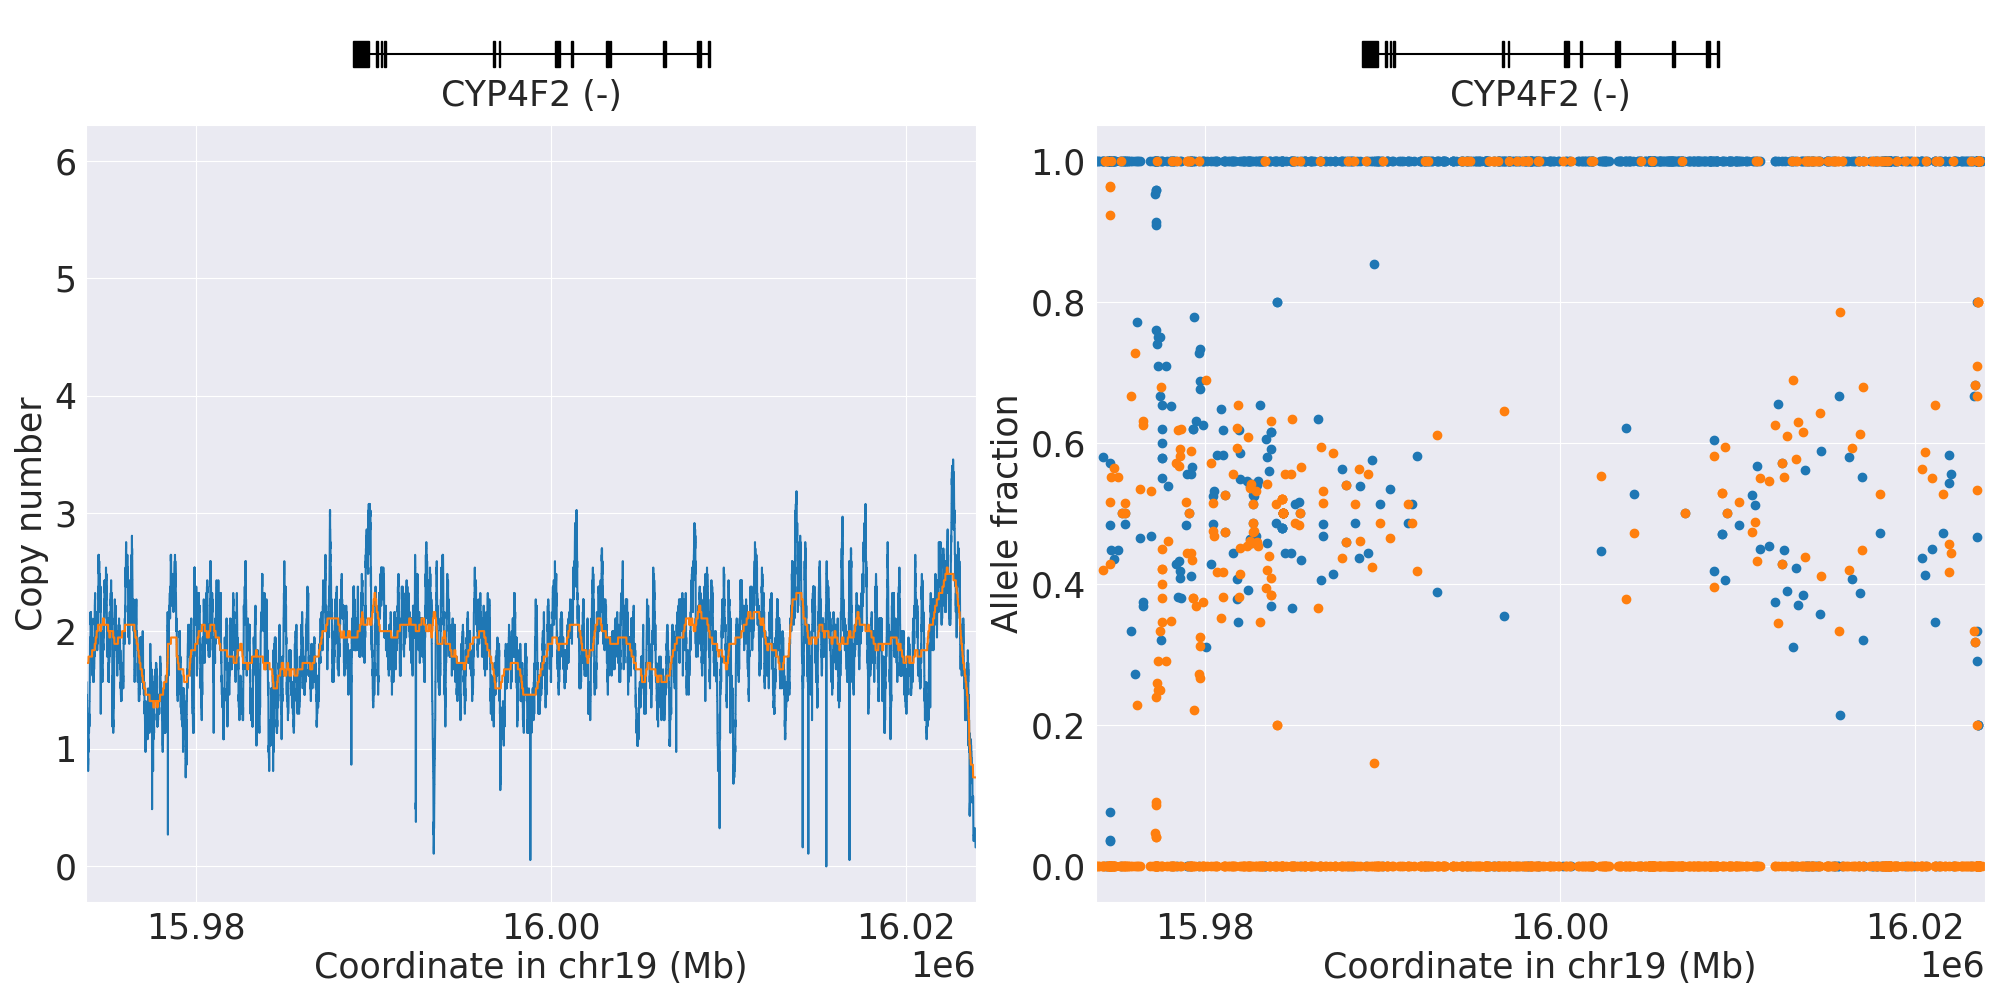 CYP4F2 (-)
6
5
4
3
2
1
0
Copy number
15.98
16.00
16.02
Coordinate in chr19 (Mb)
1e6
CYP4F2 (-)
1.0
0.8
0.6
0.4
0.2
0.0
Allele fraction
15.98
16.00
16.02
Coordinate in chr19 (Mb)
1e6